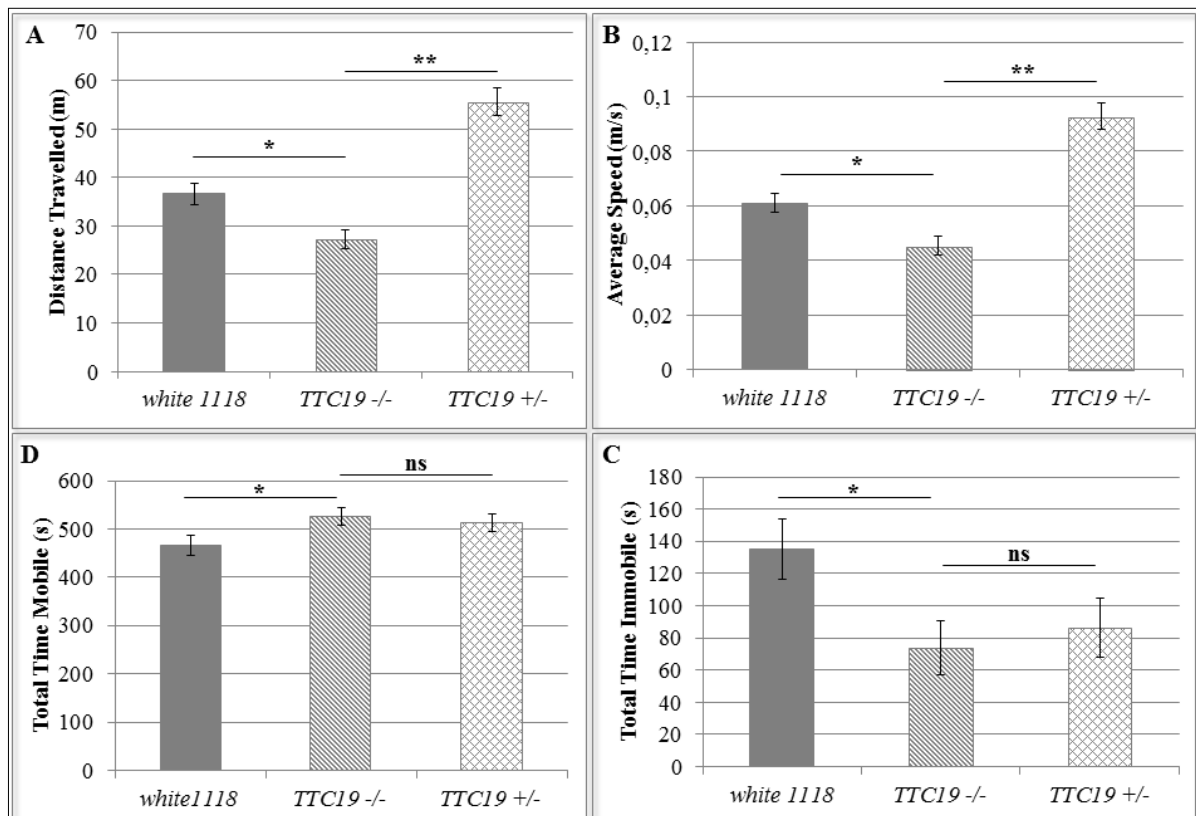 A
Distance Travelled (m)
70
60
50
40
30
20
10
0
*
**
white 1118
TTC19 -/-
TTC19 +/-
B
Average Speed (m/s)
0,12
0,1
0,08
0,06
0,04
0,02
0
*
**
white 1118
TTC19 -/-
TTC19 +/-
D
Total Time Mobile (s)
600
500
400
300
200
100
0
*
ns
white1118
TTC19 -/-
TTC19 +/-
C
Total Time Immobile (s)
180
160
140
120
100
80
60
40
20
0
*
ns
white 1118
TTC19 -/-
TTC19 +/-